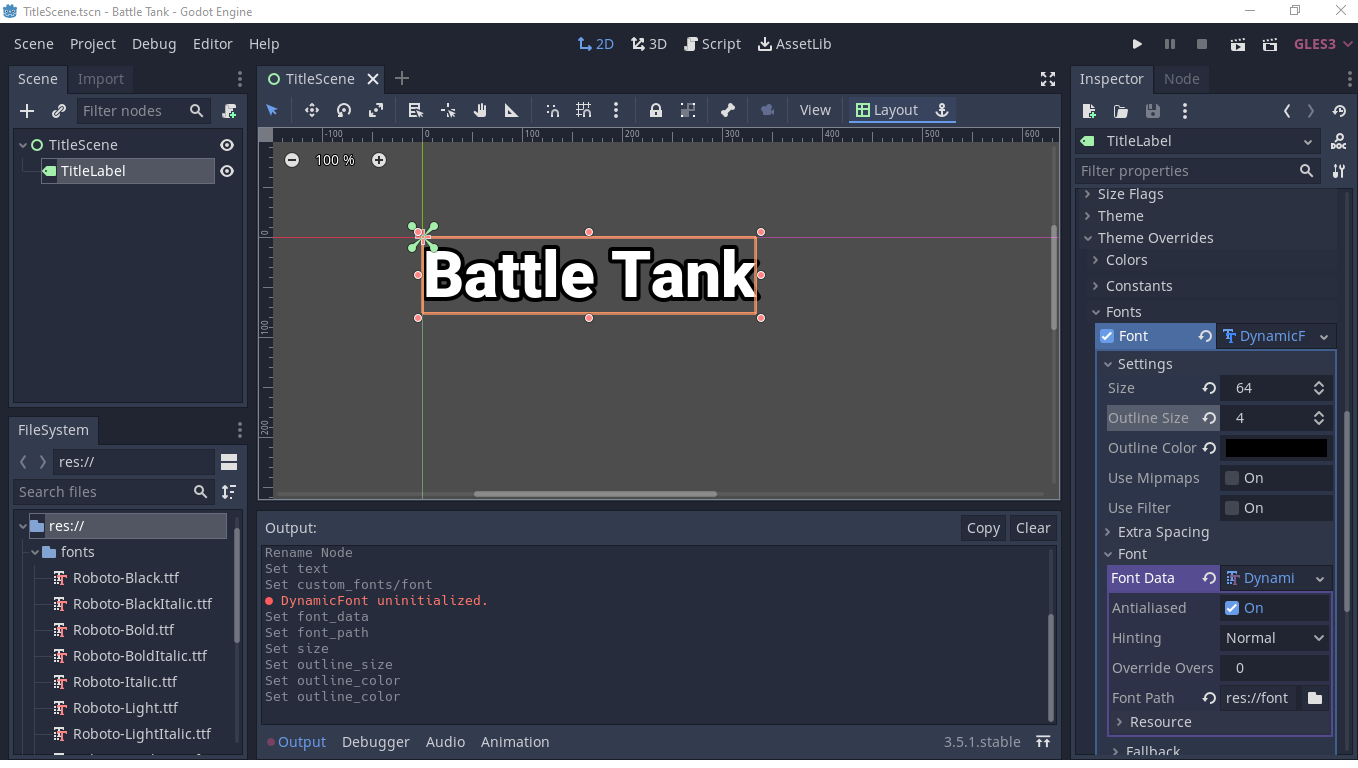 TitleScene.tscn - Battle Tank - Godot Engine
Scene Project Debug Editor Help
2D 3D Script AssetLib
GLES3
Scene Import
Filter nodes
TitleScene
TitleLabel
FileSystem
res://
Search files
res://
fonts
Roboto-Black.ttf
Roboto-BlackItalic.ttf
Roboto-Bold.ttf
Roboto-BoldItalic.ttf
Roboto-Italic.ttf
Roboto-Light.ttf
Roboto-LightItalic.ttf
TitleScene
View Layout
-100 0 100 200 300 400 500 600
100 %
0
100
200
Battle Tank
Output: Copy Clear
Rename Node
Set text
Set custom_fonts/font
DynamicFont uninitialized.
Set font_data
Set font_path
Set size
Set outline_size
Set outline_color
Set outline_color
Output Debugger Audio Animation 3.5.1.stable
Inspector Node
TitleLabel DOC
Filter properties
Size Flags
Theme
Theme Overrides
Colors
Constants
Fonts
Font DynamicF
Settings
Size 64
Outline Size 4
Outline Color
Use Mipmaps On
Use Filter On
Extra Spacing
Font
Font Data Dynami
Antialiased On
Hinting Normal
Override Overs 0
Font Path res://font
Resource
Fallback